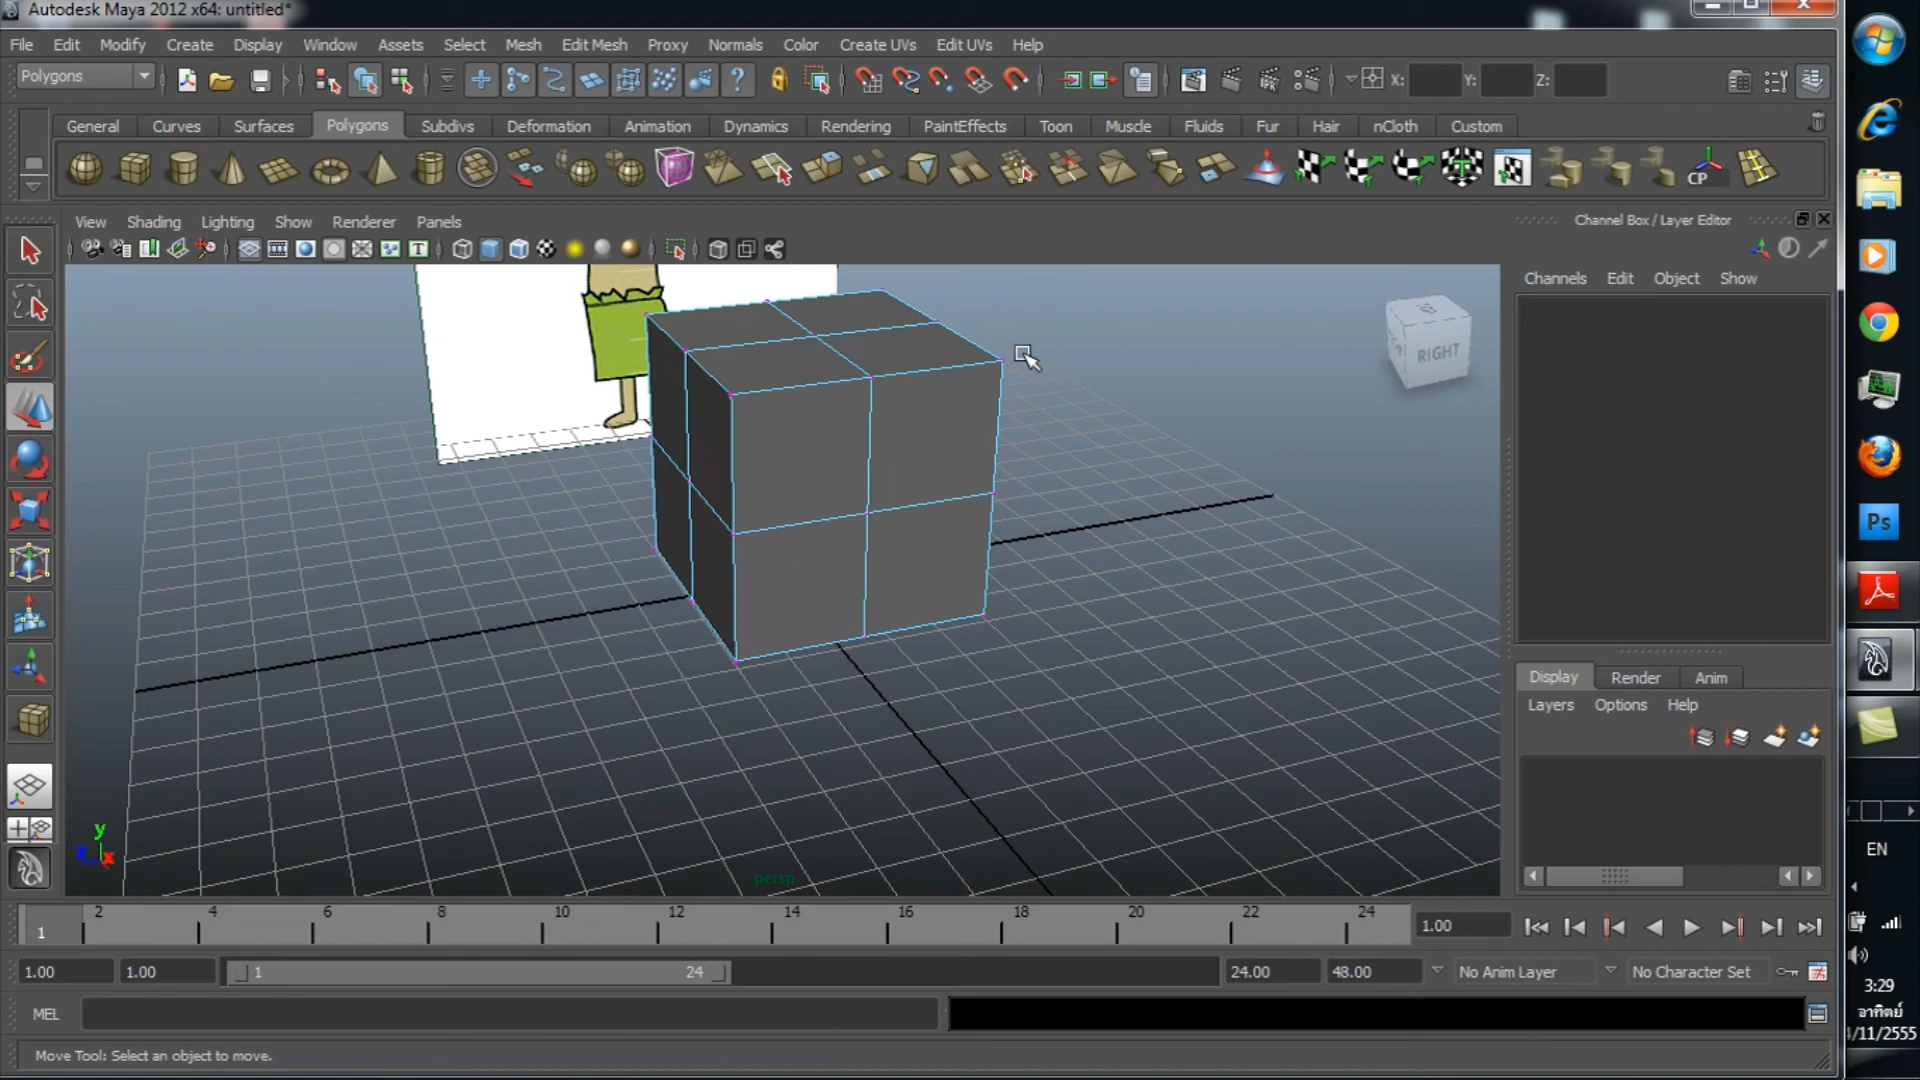 Autodesk Maya 2012 x64: untitled*
File Edit Modify Create Display Window Assets Select Mesh Edit Mesh Proxy Normals Color Create UVs Edit UVs Help
Polygons X: Y: Z:
General Curves Surfaces Polygons Subdivs Deformation Animation Dynamics Rendering PaintEffects Toon Muscle Fluids Fur Hair nCloth Custom
CP
View Shading Lighting Show Renderer Panels
Channel Box / Layer Editor
Channels Edit Object Show
RIGHT
Ps
Display Render Anim
Layers Options Help
y
z x
persp
EN
2 4 6 8 10 12 14 16 18 20 22 24
1 1.00
1.00 1.00 1 24 24.00 48.00 No Anim Layer No Character Set
MEL
Move Tool: Select an object to move.
3:29
อาทิตย์
4/11/2555